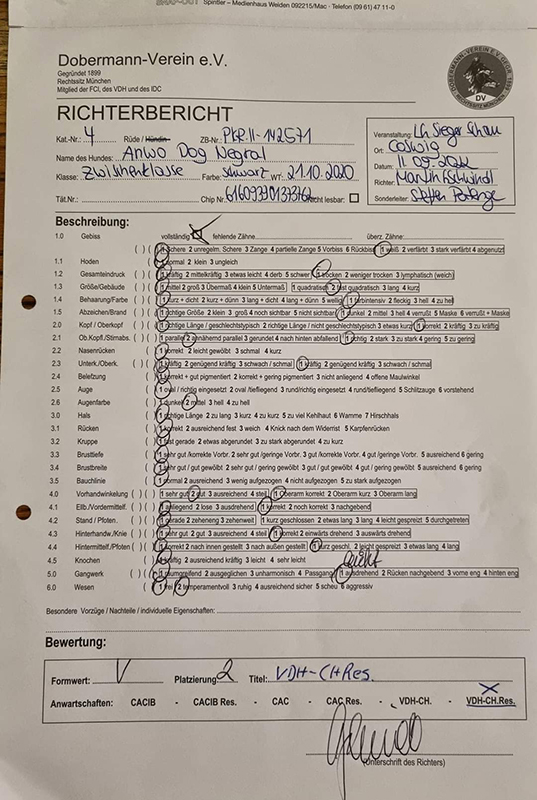 Spintler – Medienhaus Weiden 092215/Mac - Telefon (09 61) 47 11-0
Dobermann-Verein e.V.
Gegründet 1899
Rechtssitz München
Mitglied der FCI, des VDH und des IDC
DOBERMANN-VEREIN E.V. GEGR. 1899
RECHTSSITZ MÜNCHEN
DV
RICHTERBERICHT
Kat.-Nr.: 4 Rüde / Hündin ZB-Nr.: PKR.II-142571
Name des Hundes: Anwo Dog Negral
Klasse: Zwischenklasse Farbe: schwarz WT: 21.10.2020
Tät.Nr.: Chip Nr. nicht lesbar:
Veranstaltung: LG Sieger Schau
Ort: Coswig
Datum: 11.09.2022
Richter: Martin
Sonderleiter:
Beschreibung:
1.0 Gebiss vollständig fehlende Zähne: überz. Zähne:
1 Schere 2 unregelm. Schere 3 Zange 4 partielle Zange 5 Vorbiss 6 Rückbiss 1 weiß 2 verfärbt 3 stark verfärbt 4 abgenutzt
1.1 Hoden 1 normal 2 klein 3 ungleich
1.2 Gesamteindruck 1 kräftig 2 mittelkräftig 3 etwas leicht 4 derb 5 schwer 1 trocken 2 weniger trocken 3 lymphatisch (weich)
1.3 Größe/Gebäude 1 mittel 2 groß 3 Übermaß 4 klein 5 Untermaß 1 quadratisch 2 fast quadratisch 3 lang 4 kurz
1.4 Behaarung/Farbe 1 kurz + dicht 2 kurz + dünn 3 lang + dicht 4 lang + dünn 5 wellig 1 farbintensiv 2 fleckig 3 hell 4 zu hell
1.5 Abzeichen/Brand 1 richtige Größe 2 klein 3 groß 4 noch sichtbar 5 nicht sichtbar 1 dunkel 2 mittel 3 hell 4 verrußt 5 Maske 6 verrußt + Maske
2.0 Kopf / Oberkopf 1 richtige Länge / geschlechtstypisch 2 richtige Länge / nicht geschlechtstypisch 3 etwas kurz 1 korrekt 2 kräftig 3 zu kräftig
2.1 Ob.Kopf/Stirnabs. 1 parallel 2 annähernd parallel 3 gerundet 4 nach hinten abfallend 1 richtig 2 stark 3 zu stark 4 gering 5 zu gering
2.2 Nasenrücken 1 korrekt 2 leicht gewölbt 3 schmal 4 kurz
2.3 Unterk./Oberk. 1 kräftig 2 genügend kräftig 3 schwach / schmal 1 kräftig 2 genügend kräftig 3 schwach / schmal
2.4 Belefzung 1 korrekt + gut pigmentiert 2 korrekt + gering pigmentiert 3 nicht anliegend 4 offene Maulwinkel
2.5 Auge 1 oval / richtig eingesetzt 2 oval /tiefliegend 3 rund/richtig eingesetzt 4 rund/tiefliegend 5 Schlitzauge 6 vorstehend
2.6 Augenfarbe 1 dunkel 2 mittel 3 hell 4 zu hell
3.0 Hals 1 richtige Länge 2 zu lang 3 kurz 4 zu kurz 5 zu viel Kehlhaut 6 Wamme 7 Hirschhals
3.1 Rücken 1 korrekt 2 ausreichend fest 3 weich 4 Knick nach dem Widerrist 5 Karpfenrücken
3.2 Kruppe 1 fast gerade 2 etwas abgerundet 3 zu stark abgerundet 4 zu kurz
3.3 Brusttiefe 1 sehr gut /korrekte Vorbr. 2 sehr gut /geringe Vorbr. 3 gut/korrekte Vorbr. 4 gut /geringe Vorbr. 5 ausreichend 6 gering
3.4 Brustbreite 1 sehr gut / gut gewölbt 2 sehr gut / gering gewölbt 3 gut / gut gewölbt 4 gut / gering gewölbt 5 ausreichend 6 gering
3.5 Bauchlinie 1 normal 2 wenig aufgezogen 3 ausreichend 4 nicht aufgezogen 5 zu stark aufgezogen
4.0 Vorhandwinkelung 1 sehr gut 2 gut 3 ausreichend 4 steil 1 Oberarm korrekt 2 Oberarm kurz 3 Oberarm lang
4.1 Ellb./Vordermittelf. 1 anliegend 2 lose 3 ausdrehend 1 korrekt 2 noch korrekt 3 nachgebend
4.2 Stand / Pfoten. 1 gerade 2 zeheneng 3 zehenweit 1 kurz geschlossen 2 etwas lang 3 lang 4 leicht gespreizt 5 durchgetreten
4.3 Hinterhandw./Knie 1 sehr gut 2 gut 3 ausreichend 4 steil 1 korrekt 2 einwärts drehend 3 auswärts drehend
4.4 Hintermittelf./Pfoten 1 korrekt 2 nach innen gestellt 3 nach außen gestellt 1 kurz geschl. 2 leicht gespreizt 3 etwas lang 4 lang
4.5 Knochen 1 kräftig 2 ausreichend kräftig 3 leicht 4 sehr leicht
5.0 Gangwerk 1 raumgreifend 2 ausgeglichen 3 unharmonisch 4 Passgang 1 ausdrehend 2 Rücken nachgebend 3 vorne eng 4 hinten eng
6.0 Wesen 1 frei 2 temperamentvoll 3 ruhig 4 ausreichend sicher 5 scheu 6 aggressiv
Besondere Vorzüge / Nachteile / individuelle Eigenschaften:
Bewertung:
Formwert: V Platzierung 2 Titel: VDH-CHRes.
Anwartschaften: CACIB - CACIB Res. - CAC - CAC Res. - VDH-CH. - VDH-CH.Res.
(Unterschrift des Richters)